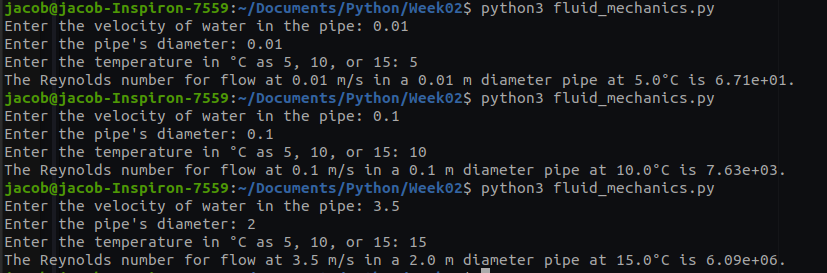 jacob@jacob-Inspiron-7559:~/Documents/Python/Week02$ python3 fluid_mechanics.py
Enter the velocity of water in the pipe: 0.01
Enter the pipe's diameter: 0.01
Enter the temperature in °C as 5, 10, or 15: 5
The Reynolds number for flow at 0.01 m/s in a 0.01 m diameter pipe at 5.0°C is 6.71e+01.
jacob@jacob-Inspiron-7559:~/Documents/Python/Week02$ python3 fluid_mechanics.py
Enter the velocity of water in the pipe: 0.1
Enter the pipe's diameter: 0.1
Enter the temperature in °C as 5, 10, or 15: 10
The Reynolds number for flow at 0.1 m/s in a 0.1 m diameter pipe at 10.0°C is 7.63e+03.
jacob@jacob-Inspiron-7559:~/Documents/Python/Week02$ python3 fluid_mechanics.py
Enter the velocity of water in the pipe: 3.5
Enter the pipe's diameter: 2
Enter the temperature in °C as 5, 10, or 15: 15
The Reynolds number for flow at 3.5 m/s in a 2.0 m diameter pipe at 15.0°C is 6.09e+06.